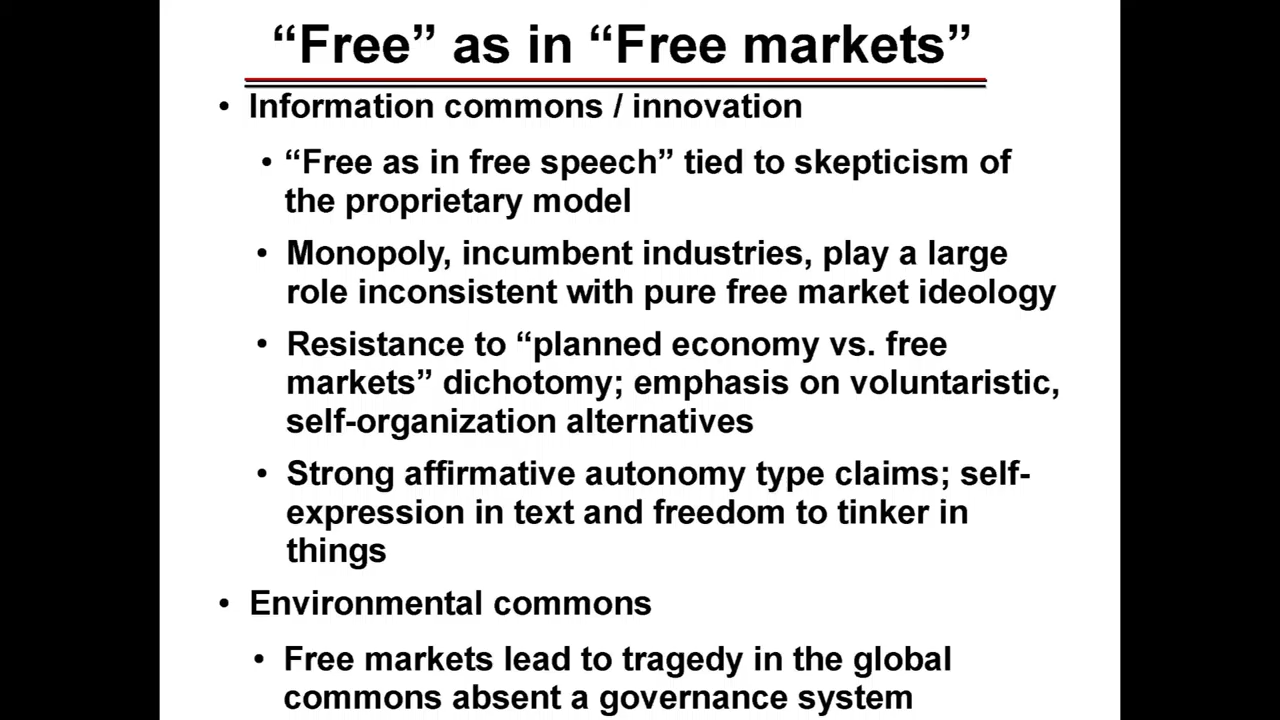 “Free” as in “Free markets”
• Information commons / innovation
• “Free as in free speech” tied to skepticism of
the proprietary model
• Monopoly, incumbent industries, play a large
role inconsistent with pure free market ideology
• Resistance to “planned economy vs. free
markets” dichotomy; emphasis on voluntaristic,
self-organization alternatives
• Strong affirmative autonomy type claims; self-
expression in text and freedom to tinker in
things
• Environmental commons
• Free markets lead to tragedy in the global
commons absent a governance system